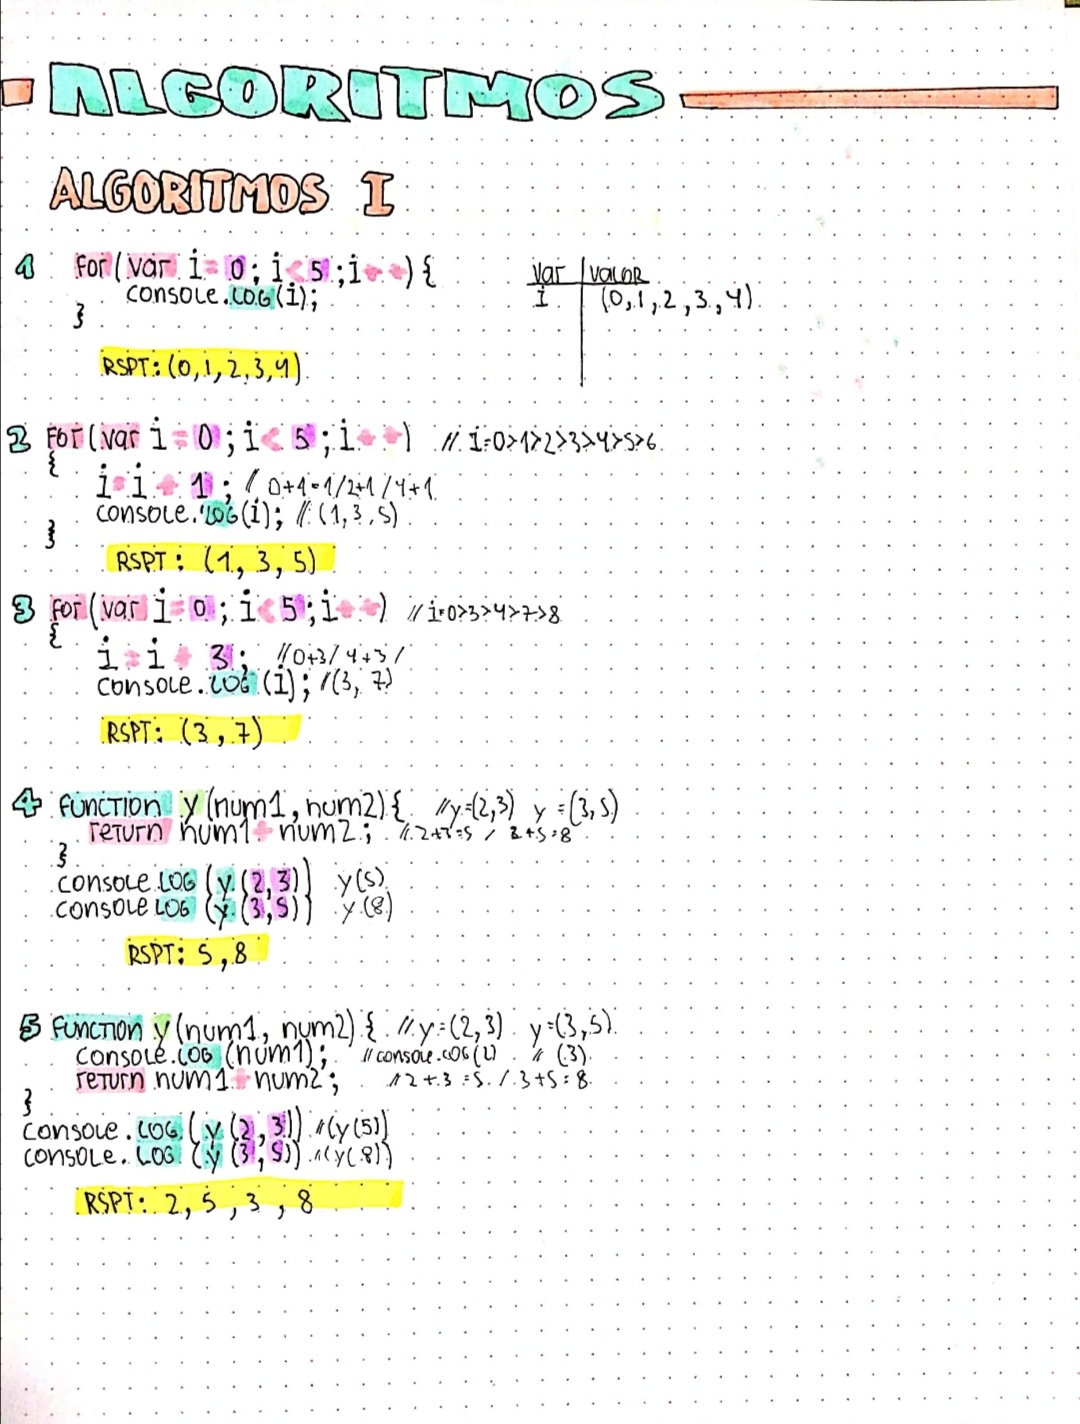 ALGORITMOS
ALGORITMOS I
1 for(var i=0; i<5; i++){
console.LOG(i);
}
RSPT: (0,1,2,3,4)
Var | VALOR
I | (0,1,2,3,4)
2 for(var i=0; i<5; i++) // i=0>1>2>3>4>5>6
{
i=i+1; // 0+1=1/2+1/4+1
console.LOG(i); // (1,3,5)
}
RSPT: (1, 3, 5)
3 for(var i=0; i<5; i++) // i=0>3>4>7>8
{
i=i+3; //0+3/4+3/
console.LOG(i); /(3, 7)
RSPT: (3, 7)
4 FUNCTION y(num1, num2){ //y=(2,3) y=(3,5)
return num1+num2; //.2+3=5 / 3+5=8
}
console.LOG (y(2,3)) y(5)
console LOG (y.(3,5)) y.(8)
RSPT: 5,8
5 FUNCTION y(num1, num2){ //y=(2,3) y=(3,5)
console.LOG (num1); //console.LOG(2) // (3)
return num1+num2; //2+3=5. /.3+5=8
}
console.LOG (y(2,3)) //(y(5))
console.LOG (y(3,5)) //(y(8))
RSPT: 2,5,3,8